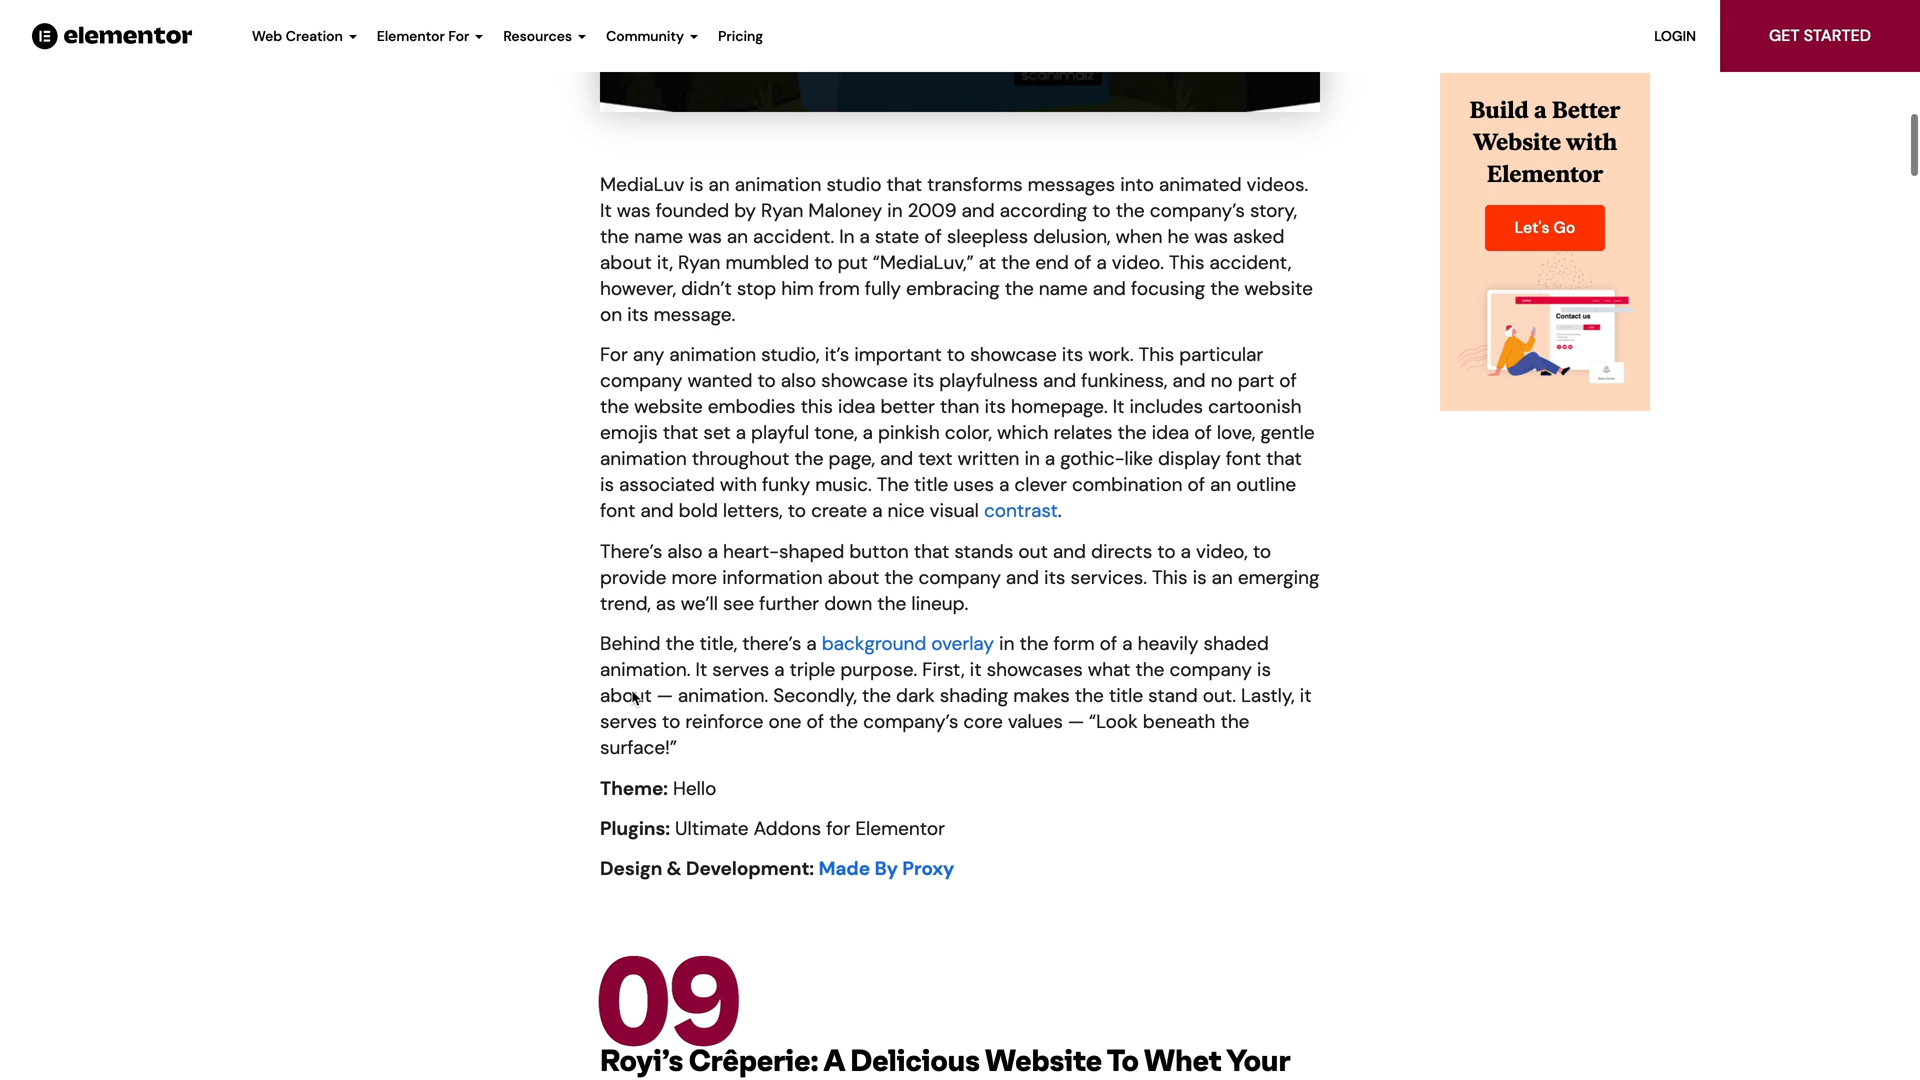 elementor
Web Creation
Elementor For
Resources
Community
Pricing
LOGIN
GET STARTED
scanimalz
MediaLuv is an animation studio that transforms messages into animated videos.
It was founded by Ryan Maloney in 2009 and according to the company’s story,
the name was an accident. In a state of sleepless delusion, when he was asked
about it, Ryan mumbled to put “MediaLuv,” at the end of a video. This accident,
however, didn’t stop him from fully embracing the name and focusing the website
on its message.
For any animation studio, it’s important to showcase its work. This particular
company wanted to also showcase its playfulness and funkiness, and no part of
the website embodies this idea better than its homepage. It includes cartoonish
emojis that set a playful tone, a pinkish color, which relates the idea of love, gentle
animation throughout the page, and text written in a gothic-like display font that
is associated with funky music. The title uses a clever combination of an outline
font and bold letters, to create a nice visual contrast.
There’s also a heart-shaped button that stands out and directs to a video, to
provide more information about the company and its services. This is an emerging
trend, as we’ll see further down the lineup.
Behind the title, there’s a background overlay in the form of a heavily shaded
animation. It serves a triple purpose. First, it showcases what the company is
about — animation. Secondly, the dark shading makes the title stand out. Lastly, it
serves to reinforce one of the company’s core values — “Look beneath the
surface!”
Theme: Hello
Plugins: Ultimate Addons for Elementor
Design & Development: Made By Proxy
09
Royi’s Crêperie: A Delicious Website To Whet Your
Build a Better
Website with
Elementor
Let's Go
Contact us